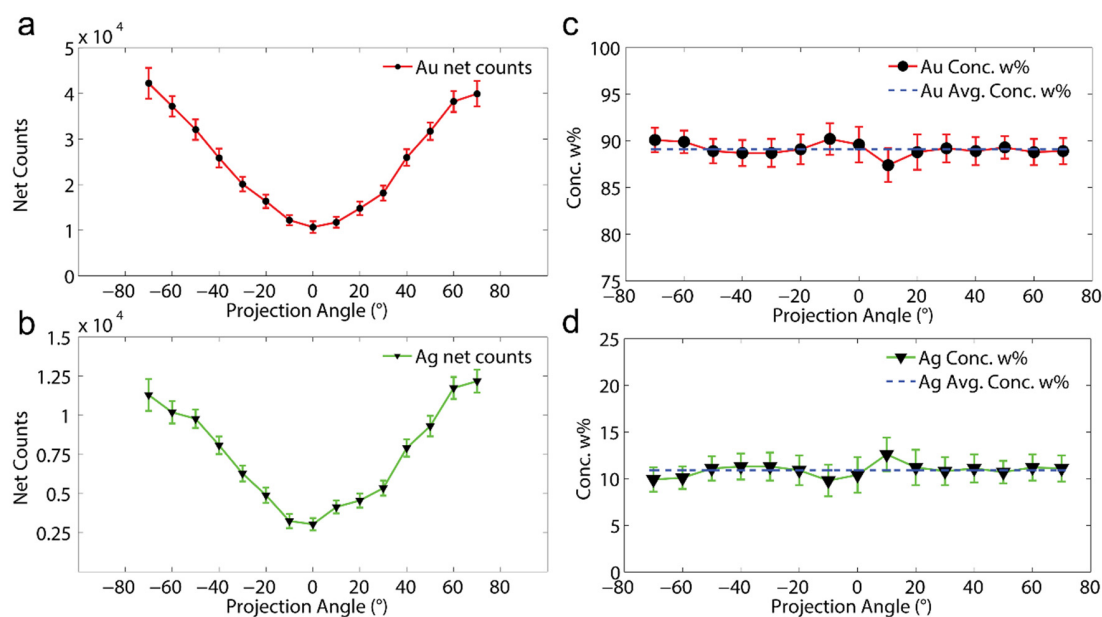 a
x 10 4
5
4
3
2
1
0
Net Counts
Au net counts
−80 −60 −40 −20 0 20 40 60 80
Projection Angle (°)
b
x 10 4
1.5
1.25
1
0.75
0.5
0.25
Net Counts
Ag net counts
−80 −60 −40 −20 0 20 40 60 80
Projection Angle (°)
c
100
95
90
85
80
75
Conc. w%
Au Conc. w%
Au Avg. Conc. w%
−80 −60 −40 −20 0 20 40 60 80
Projection Angle (°)
d
25
20
15
10
5
0
Conc. w%
Ag Conc. w%
Ag Avg. Conc. w%
−80 −60 −40 −20 0 20 40 60 80
Projection Angle (°)